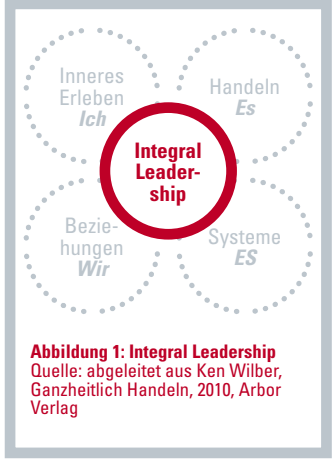 Inneres
Erleben
Ich
Handeln
Es
Integral
Leader-
ship
Bezie-
hungen
Wir
Systeme
ES
Abbildung 1: Integral Leadership
Quelle: abgeleitet aus Ken Wilber,
Ganzheitlich Handeln, 2010, Arbor
Verlag